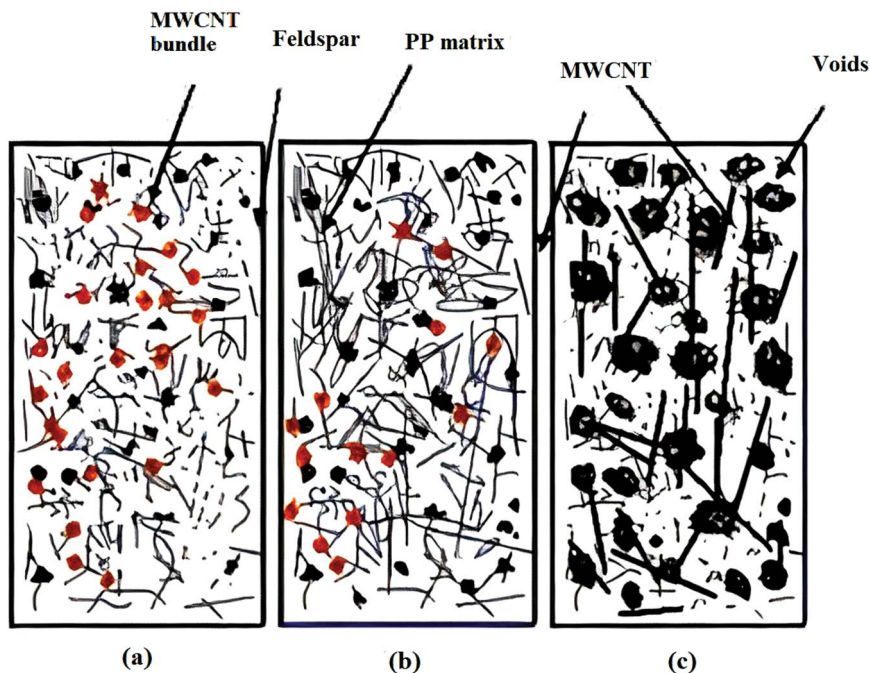 MWCNT
bundle
Feldspar
PP matrix
MWCNT
Voids
(a)
(b)
(c)